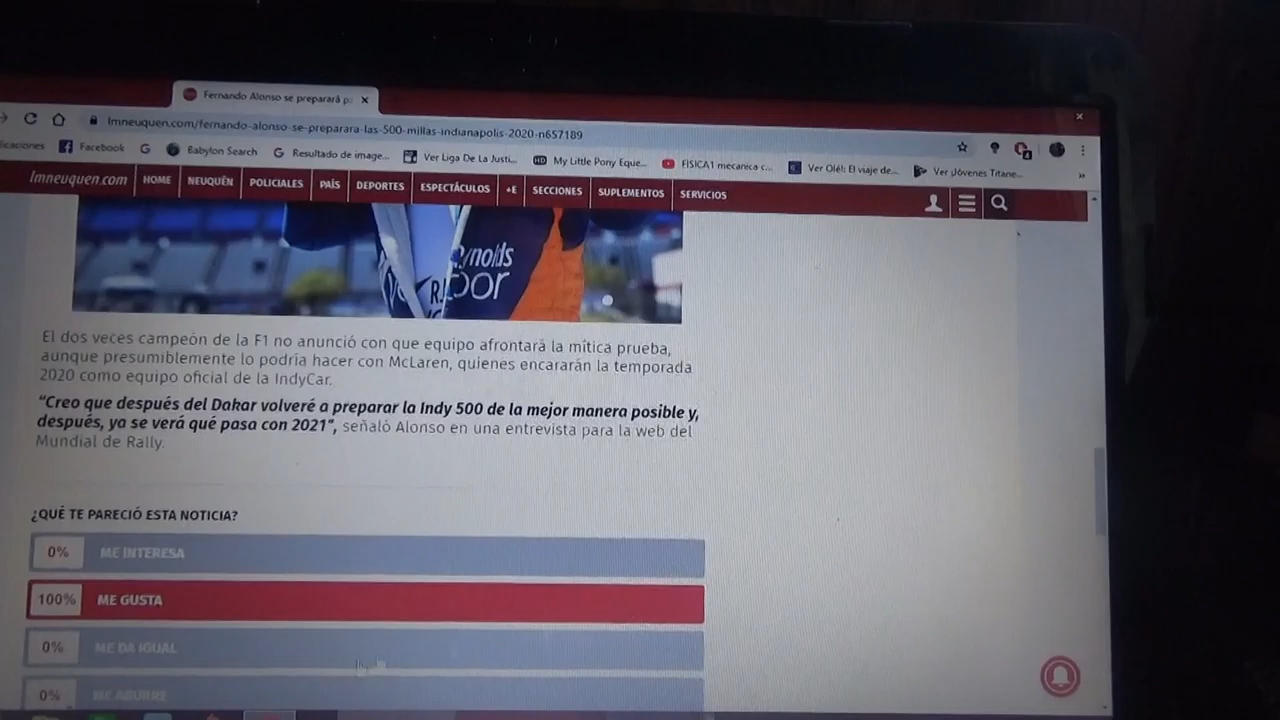 Fernando Alonso se preparará pa
lmneuquen.com/fernando-alonso-se-preparara-las-500-millas-indianapolis-2020-n657189
licaciones Facebook Babylon Search Resultado de image... Ver Liga De La Justi... My Little Pony Eque... FISICA1 mecanica c... Ver Olé!: El viaje de... Ver Jóvenes Titane... »
lmneuquen.com HOME NEUQUÉN POLICIALES PAÍS DEPORTES ESPECTÁCULOS +E SECCIONES SUPLEMENTOS SERVICIOS
El dos veces campeón de la F1 no anunció con que equipo afrontará la mítica prueba,
aunque presumiblemente lo podría hacer con McLaren, quienes encararán la temporada
2020 como equipo oficial de la IndyCar.
"Creo que después del Dakar volveré a preparar la Indy 500 de la mejor manera posible y,
después, ya se verá qué pasa con 2021", señaló Alonso en una entrevista para la web del
Mundial de Rally.
¿QUÉ TE PARECIÓ ESTA NOTICIA?
0% ME INTERESA
100% ME GUSTA
0% ME DA IGUAL
0% ME ABURRE